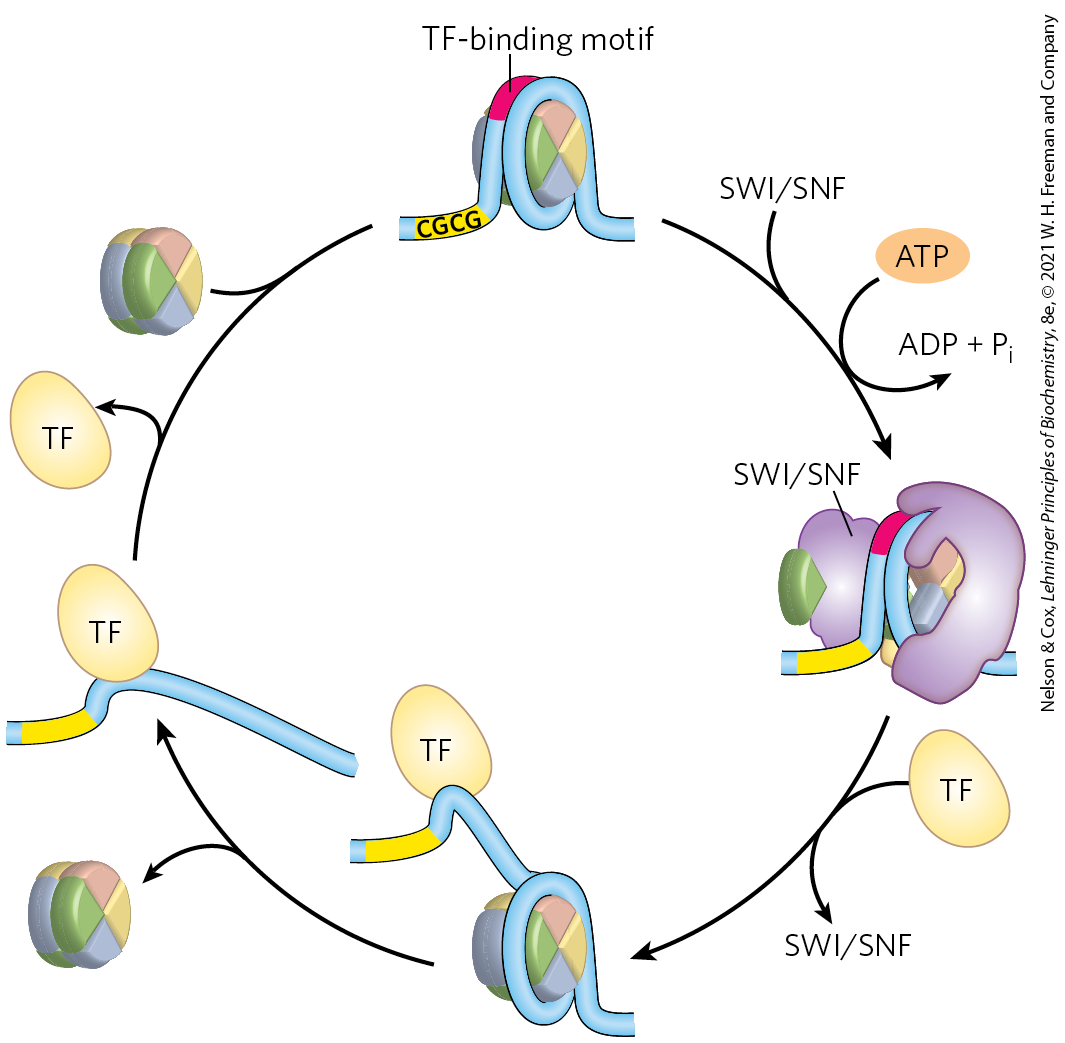 TF-binding motif
CGCG
SWI/SNF
ATP
ADP + Pi
SWI/SNF
TF
SWI/SNF
TF
TF
TF
Nelson & Cox, Lehninger Principles of Biochemistry, 8e, © 2021 W. H. Freeman and Company